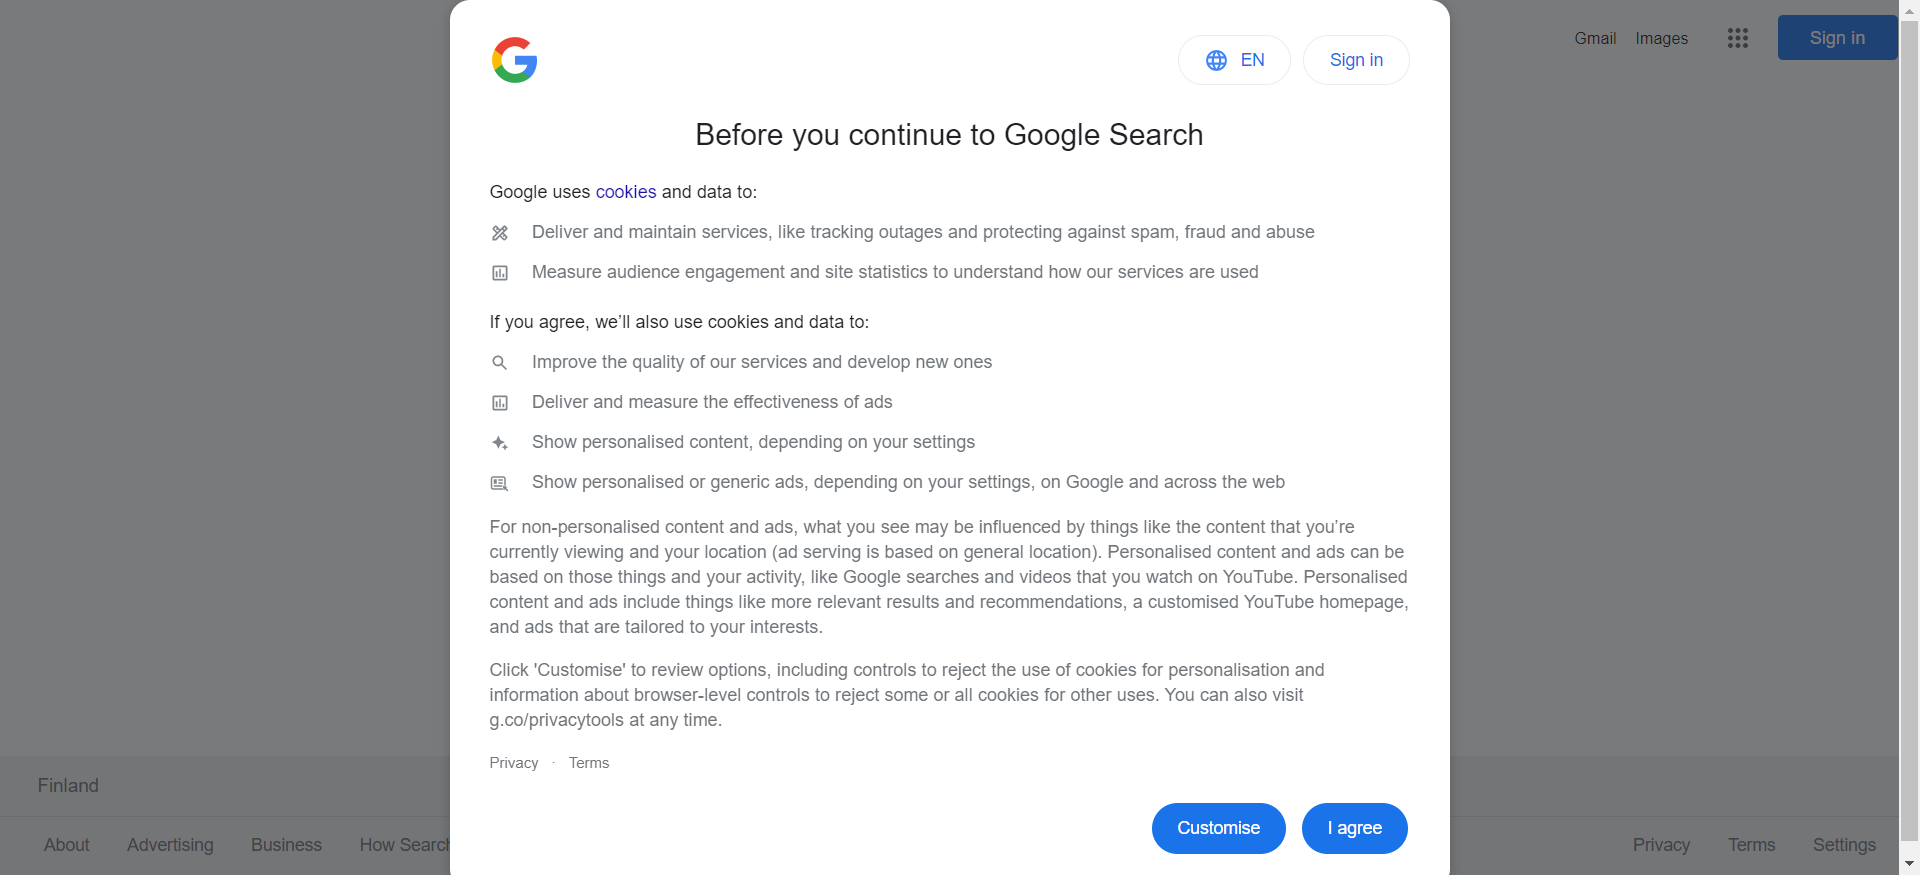 Gmail Images Sign in
EN Sign in
Before you continue to Google Search
Google uses cookies and data to:
Deliver and maintain services, like tracking outages and protecting against spam, fraud and abuse
Measure audience engagement and site statistics to understand how our services are used
If you agree, we’ll also use cookies and data to:
Improve the quality of our services and develop new ones
Deliver and measure the effectiveness of ads
Show personalised content, depending on your settings
Show personalised or generic ads, depending on your settings, on Google and across the web
For non-personalised content and ads, what you see may be influenced by things like the content that you’re
currently viewing and your location (ad serving is based on general location). Personalised content and ads can be
based on those things and your activity, like Google searches and videos that you watch on YouTube. Personalised
content and ads include things like more relevant results and recommendations, a customised YouTube homepage,
and ads that are tailored to your interests.
Click 'Customise' to review options, including controls to reject the use of cookies for personalisation and
information about browser-level controls to reject some or all cookies for other uses. You can also visit
g.co/privacytools at any time.
Privacy · Terms
Customise I agree
Finland
About Advertising Business How Search Privacy Terms Settings